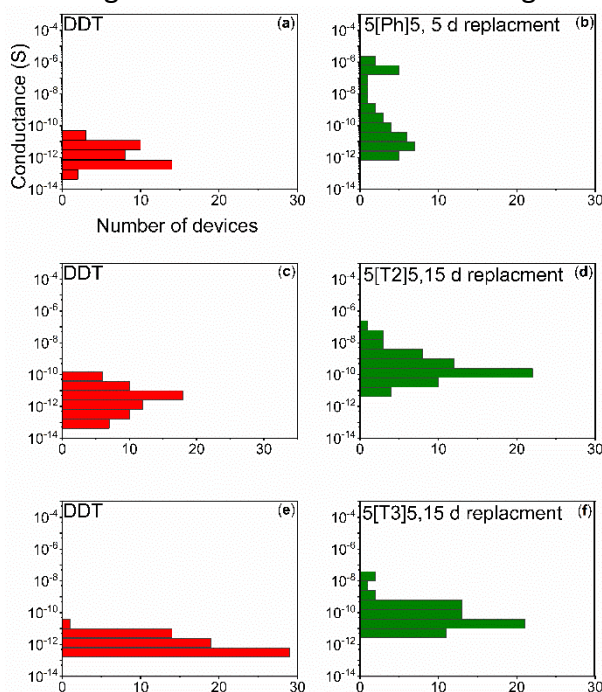 DDT (a)
Conductance (S)
10⁻⁴
10⁻⁶
10⁻⁸
10⁻¹⁰
10⁻¹²
10⁻¹⁴
0 10 20 30
Number of devices
5[Ph]5, 5 d replacment (b)
10⁻⁴
10⁻⁶
10⁻⁸
10⁻¹⁰
10⁻¹²
10⁻¹⁴
0 10 20 30
DDT (c)
10⁻⁴
10⁻⁶
10⁻⁸
10⁻¹⁰
10⁻¹²
10⁻¹⁴
0 10 20 30
5[T2]5,15 d replacment (d)
10⁻⁴
10⁻⁶
10⁻⁸
10⁻¹⁰
10⁻¹²
10⁻¹⁴
0 10 20 30
DDT (e)
10⁻⁴
10⁻⁶
10⁻⁸
10⁻¹⁰
10⁻¹²
10⁻¹⁴
0 10 20 30
5[T3]5,15 d replacment (f)
10⁻⁴
10⁻⁶
10⁻⁸
10⁻¹⁰
10⁻¹²
10⁻¹⁴
0 10 20 30